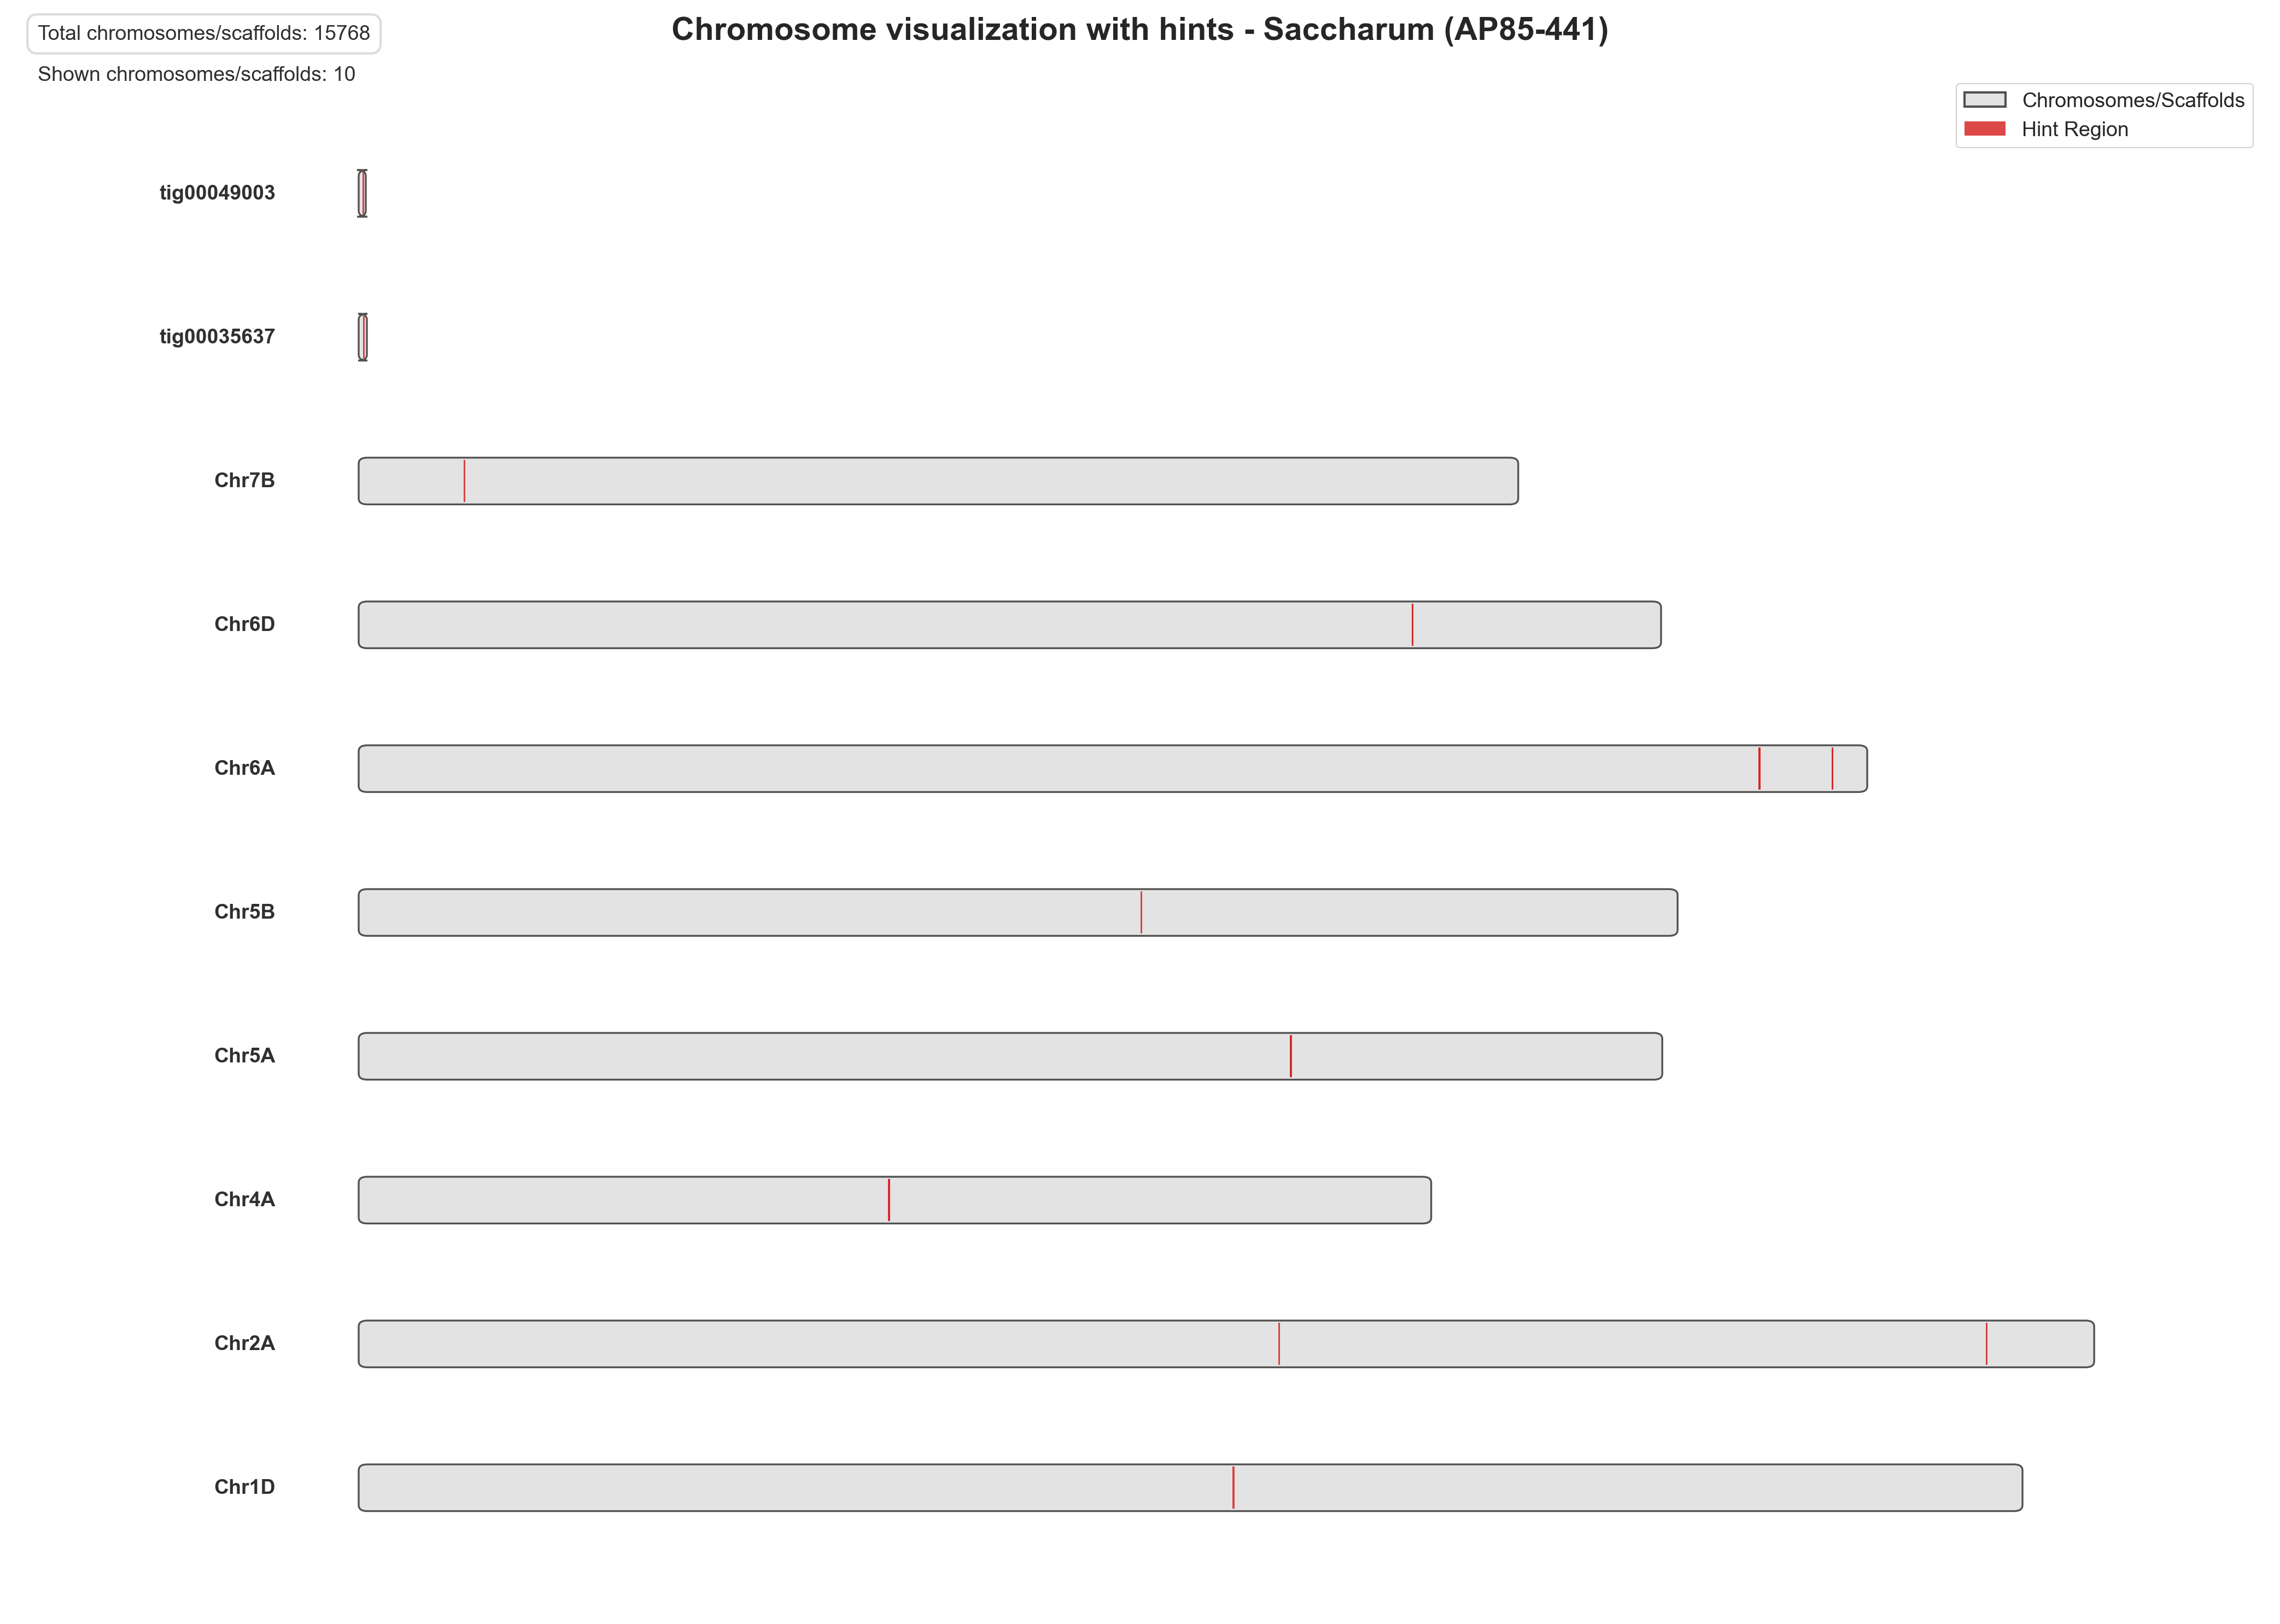 Total chromosomes/scaffolds: 15768
Chromosome visualization with hints - Saccharum (AP85-441)
Shown chromosomes/scaffolds: 10
Chromosomes/Scaffolds
Hint Region
tig00049003
tig00035637
Chr7B
Chr6D
Chr6A
Chr5B
Chr5A
Chr4A
Chr2A
Chr1D